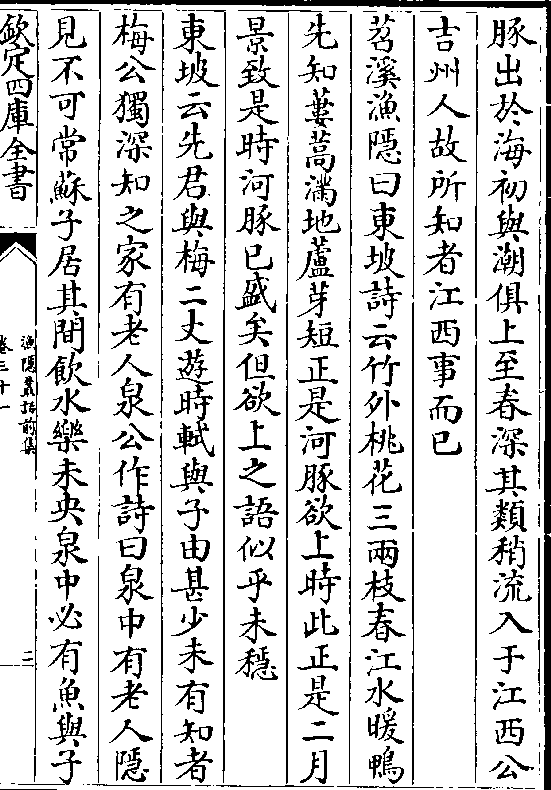 豚出於海初與潮俱上至春深其類稍流入于江西公
吉州人故所知者江西事而已
苕溪漁隠曰東坡詩云竹外桃花三兩枝春江水暖鴨
先知蔞蒿滿地蘆芽短正是河豚欲上時此正是二月
景致是時河豚已盛矣但欲上之語似乎未穩
東坡云先君與梅二丈遊時軾與子由甚少未有知者
梅公獨深知之家有老人泉公作詩曰泉中有老人隠
見不可常蘇子居其間飲水樂未央泉中必有魚與子
欽定四庫全書
漁隠叢話前集
卷三十一
三